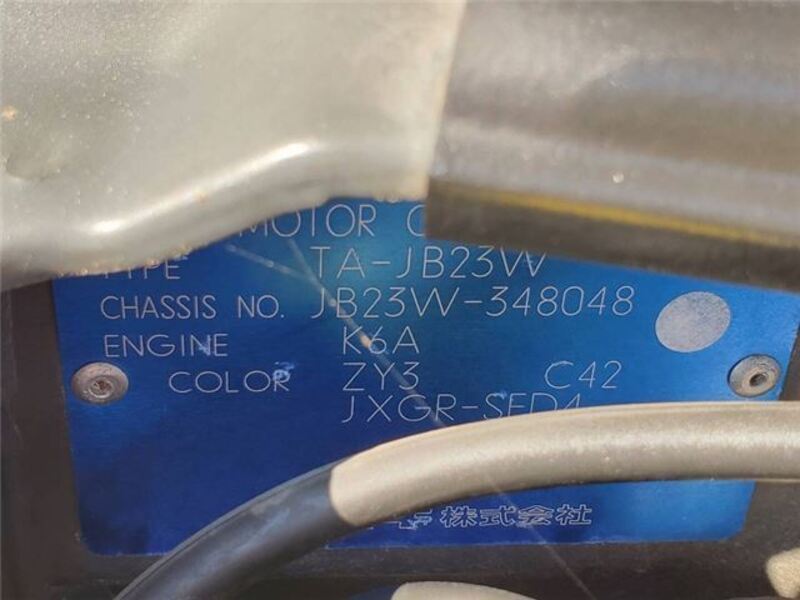 MOTOR C
TYPE TA-JB23W
CHASSIS NO. JB23W-348048
ENGINE K6A
COLOR ZY3 C42
JXGR-SED4
株式会社